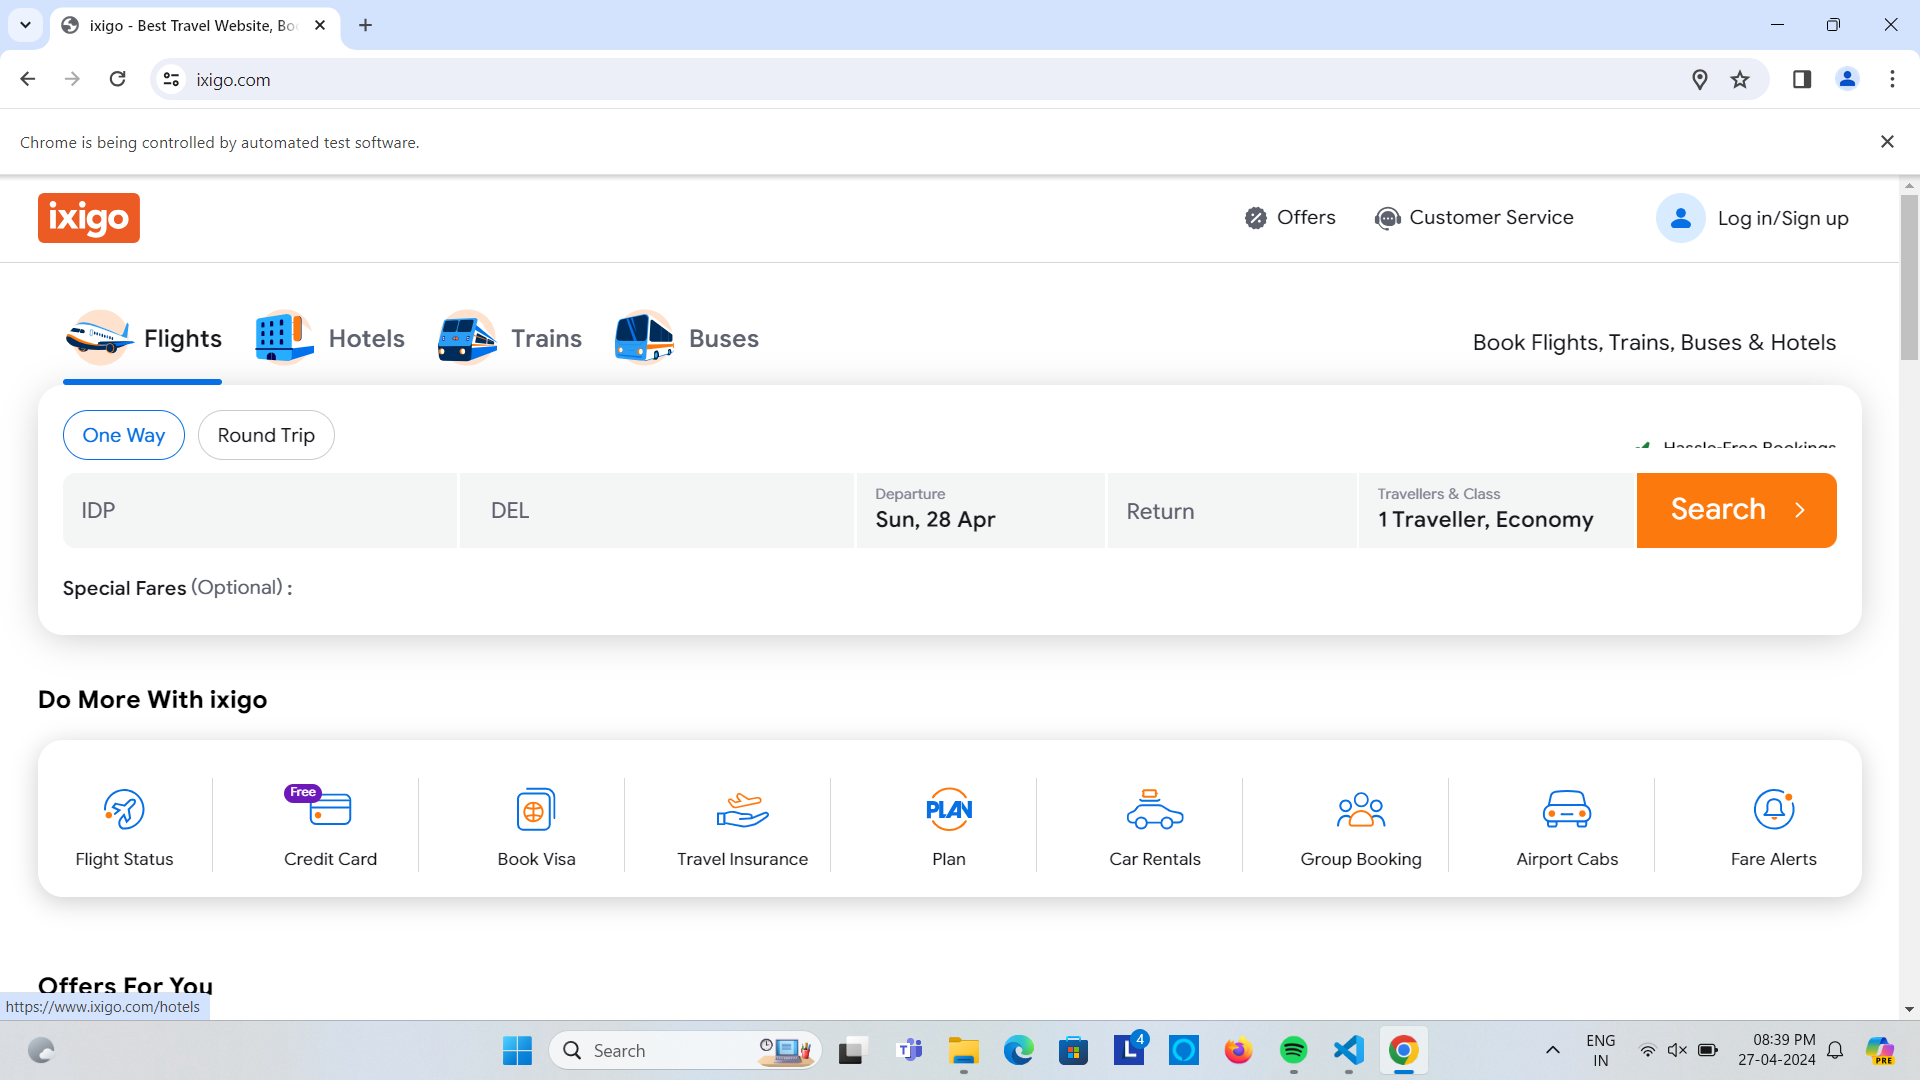 ixigo - Best Travel Website, Boo
ixigo.com
Chrome is being controlled by automated test software.
ixigo
Offers
Customer Service
Log in/Sign up
Flights
Hotels
Trains
Buses
Book Flights, Trains, Buses & Hotels
One Way
Round Trip
Hassle-Free Bookings
IDP
DEL
Departure
Sun, 28 Apr
Return
Travellers & Class
1 Traveller, Economy
Search
Special Fares (Optional) :
Do More With ixigo
Free
PLAN
Flight Status
Credit Card
Book Visa
Travel Insurance
Plan
Car Rentals
Group Booking
Airport Cabs
Fare Alerts
Offers For You
https://www.ixigo.com/hotels
Search
L
4
ENG
IN
08:39 PM
27-04-2024
PRE